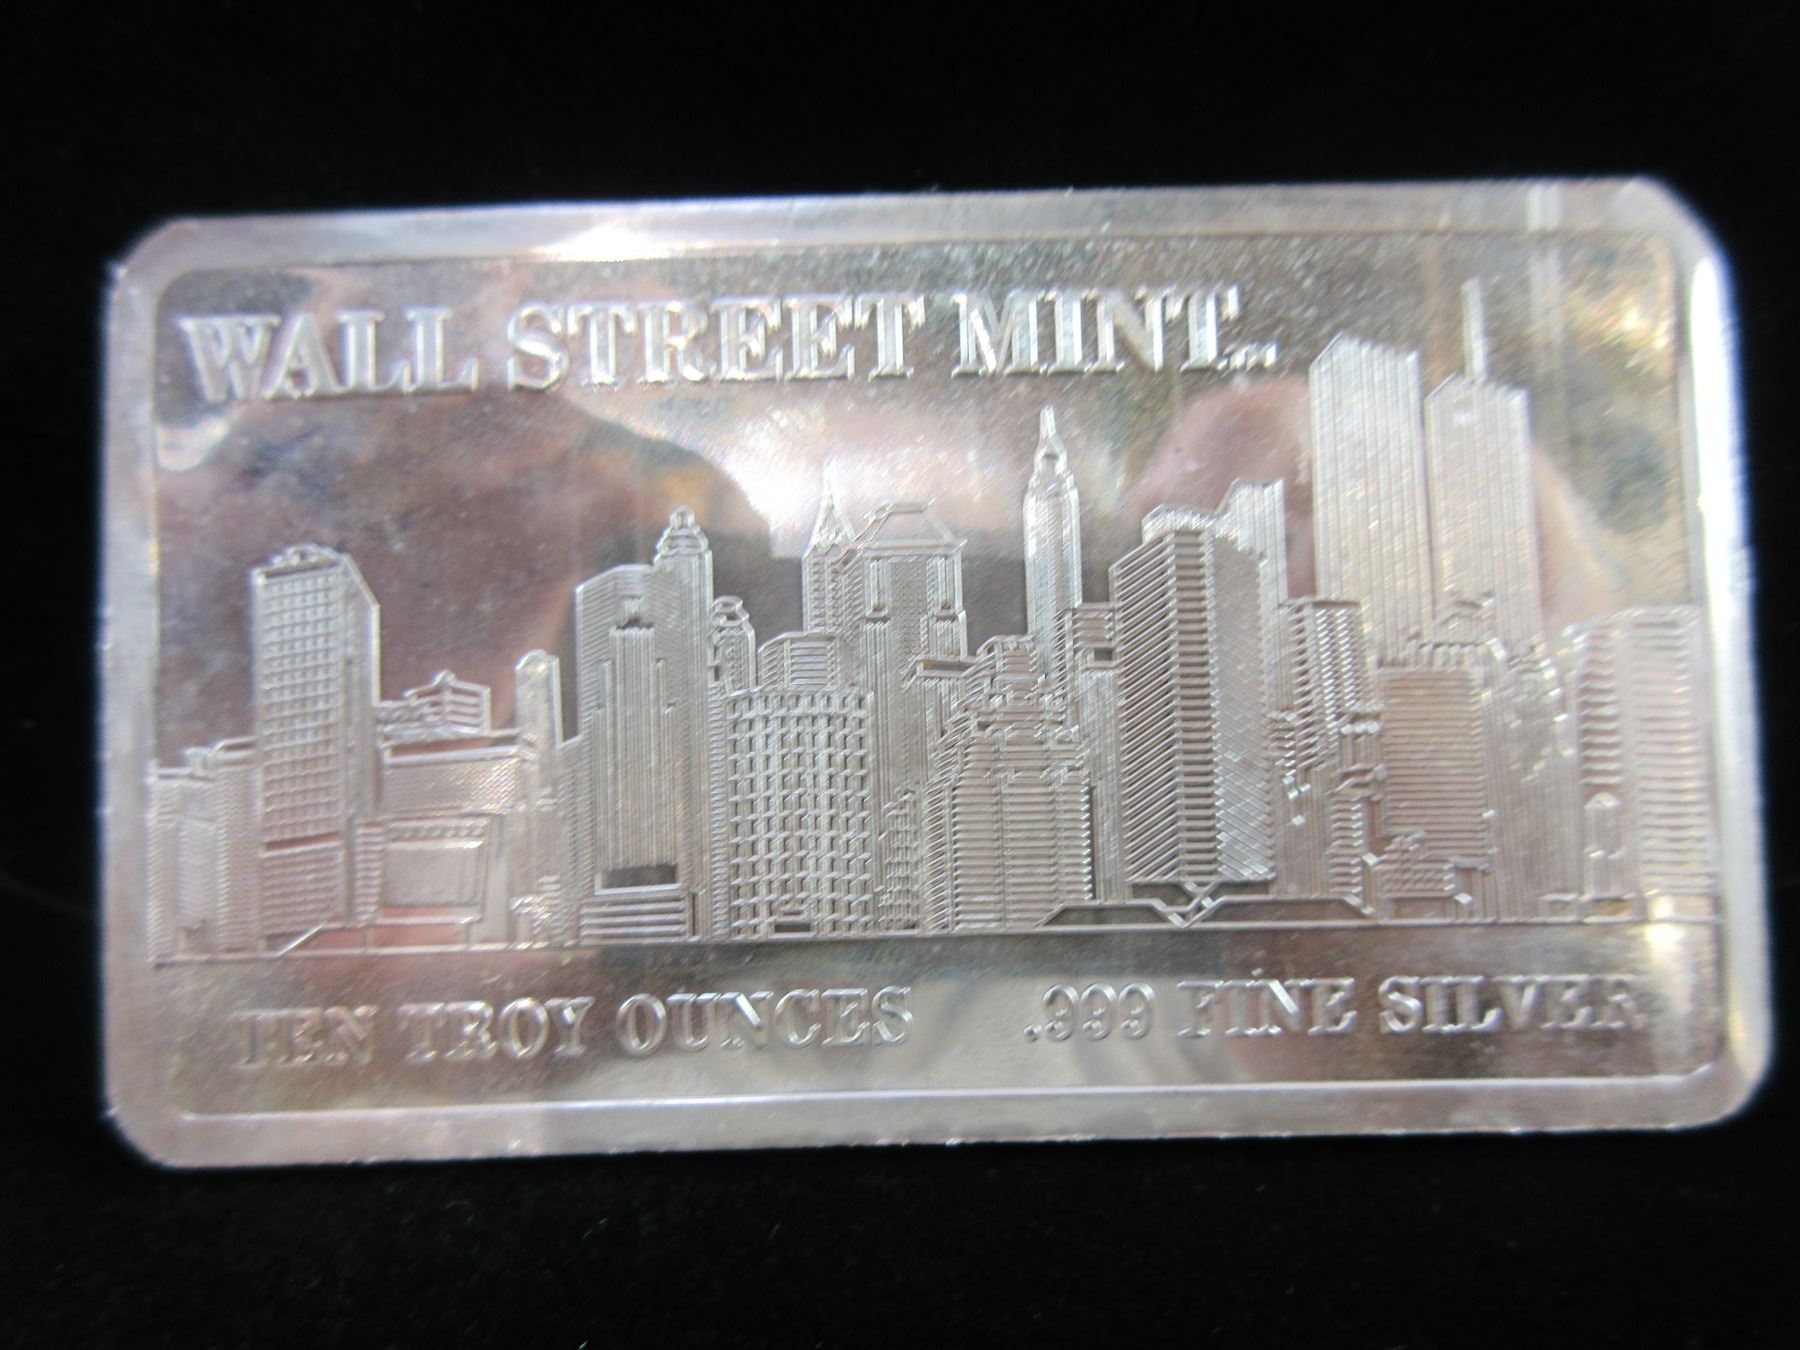 WALL STREET MINT
TEN TROY OUNCES .999 FINE SILVER